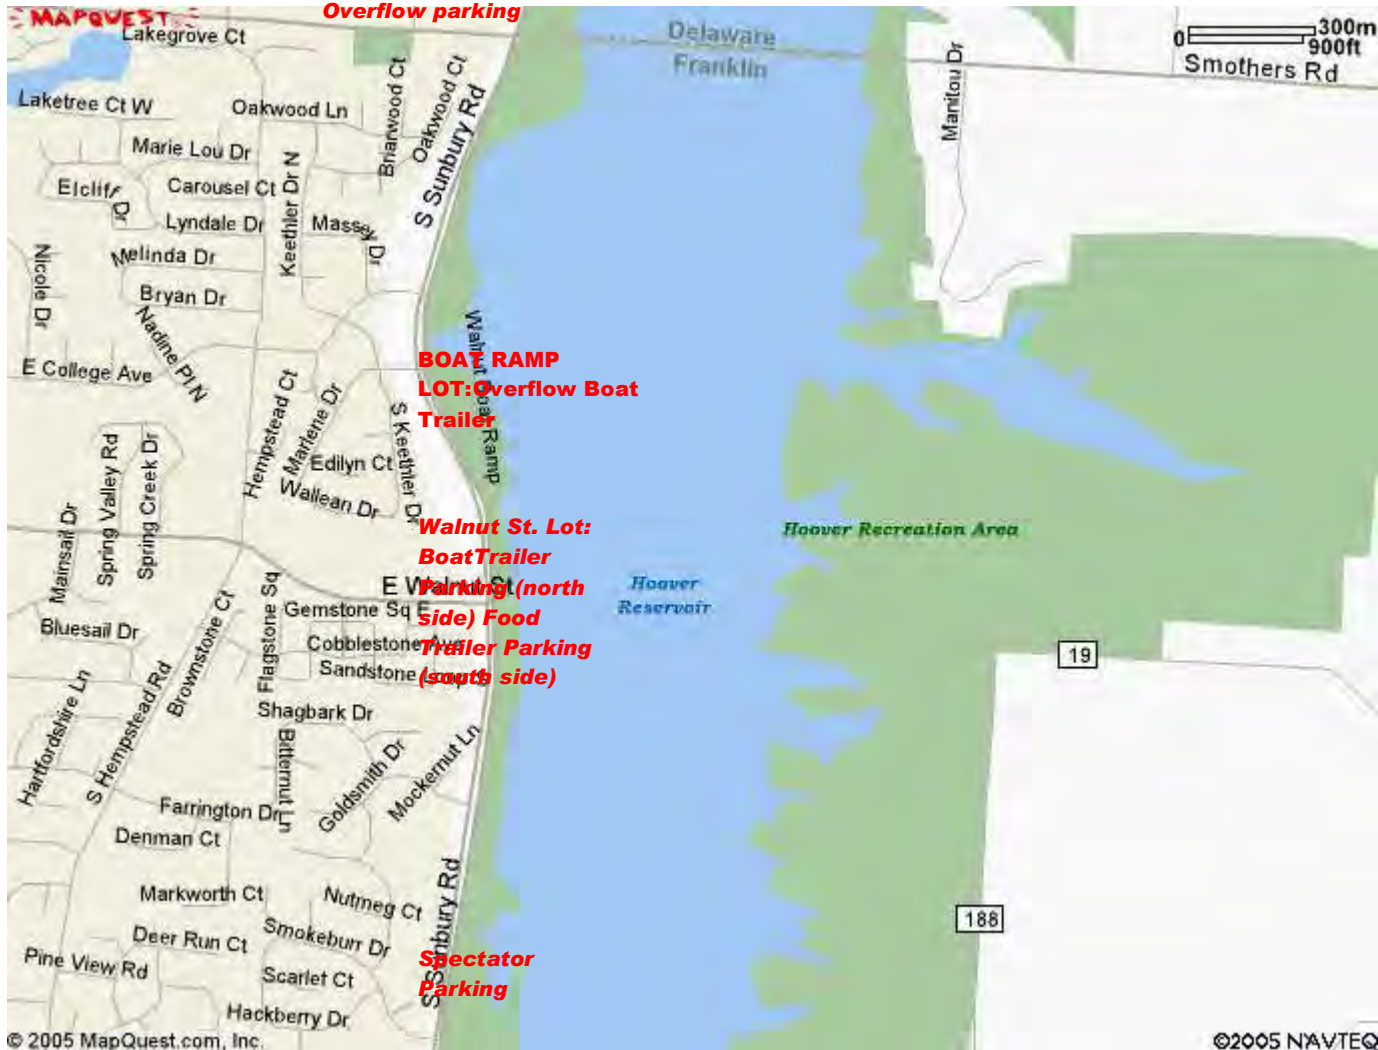 Overflow parking
MAPQUEST
Lakegrove Ct
Delaware
Franklin
0 300m
900ft
Smothers Rd
Manitou Dr
Laketree Ct W
Oakwood Ln
Briarwood Ct
Oakwood Ct
S Sunbury Rd
Marie Lou Dr
Elcliff Dr
Carousel Ct
Keethler Dr N
Lyndale Dr
Massey Dr
Melinda Dr
Nicole Dr
Bryan Dr
Nadine Pl N
E College Ave
Walnut Boat Ramp
BOAT RAMP
LOT:Overflow Boat
Trailer
Hempstead Ct
Marlene Dr
S Keethler Dr
Edilyn Ct
Wallean Dr
Spring Valley Rd
Spring Creek Dr
Mainsail Dr
Walnut St. Lot:
BoatTrailer
Parking(north
side) Food
Trailer Parking
(south side)
Hoover Recreation Area
Hoover
Reservoir
E Walnut St
Gemstone Sq E
Cobblestone Ave
Sandstone Loop
Flagstone Sq
Brownstone Ct
Bluesail Dr
Hartfordshire Ln
S Hempstead Rd
Shagbark Dr
Bitternut Ln
Goldsmith Dr
Mockernut Ln
19
Farrington Dr
Denman Ct
Markworth Ct
Nutmeg Ct
S Sunbury Rd
188
Deer Run Ct
Smokeburr Dr
Pine View Rd
Scarlet Ct
Spectator
Parking
Hackberry Dr
© 2005 MapQuest.com, Inc.
©2005 NAVTEQ